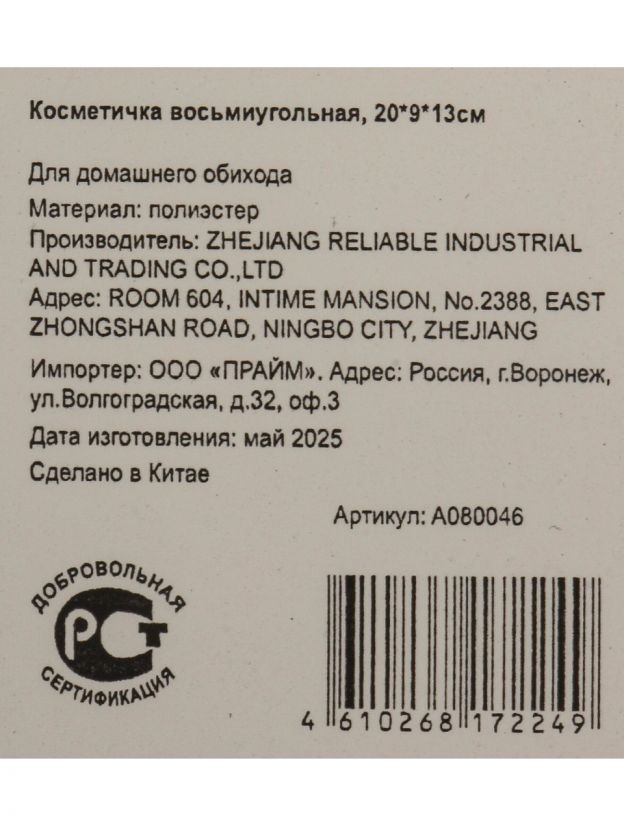 Косметичка восьмиугольная, 20*9*13см
Для домашнего обихода
Материал: полиэстер
Производитель: ZHEJIANG RELIABLE INDUSTRIAL
AND TRADING CO.,LTD
Адрес: ROOM 604, INTIME MANSION, No.2388, EAST
ZHONGSHAN ROAD, NINGBO CITY, ZHEJIANG
Импортер: ООО «ПРАЙМ». Адрес: Россия, г.Воронеж,
ул.Волгоградская, д.32, оф.3
Дата изготовления: май 2025
Сделано в Китае
Артикул: А080046
ДОБРОВОЛЬНАЯ
РСТ
СЕРТИФИКАЦИЯ
4 610268 172249